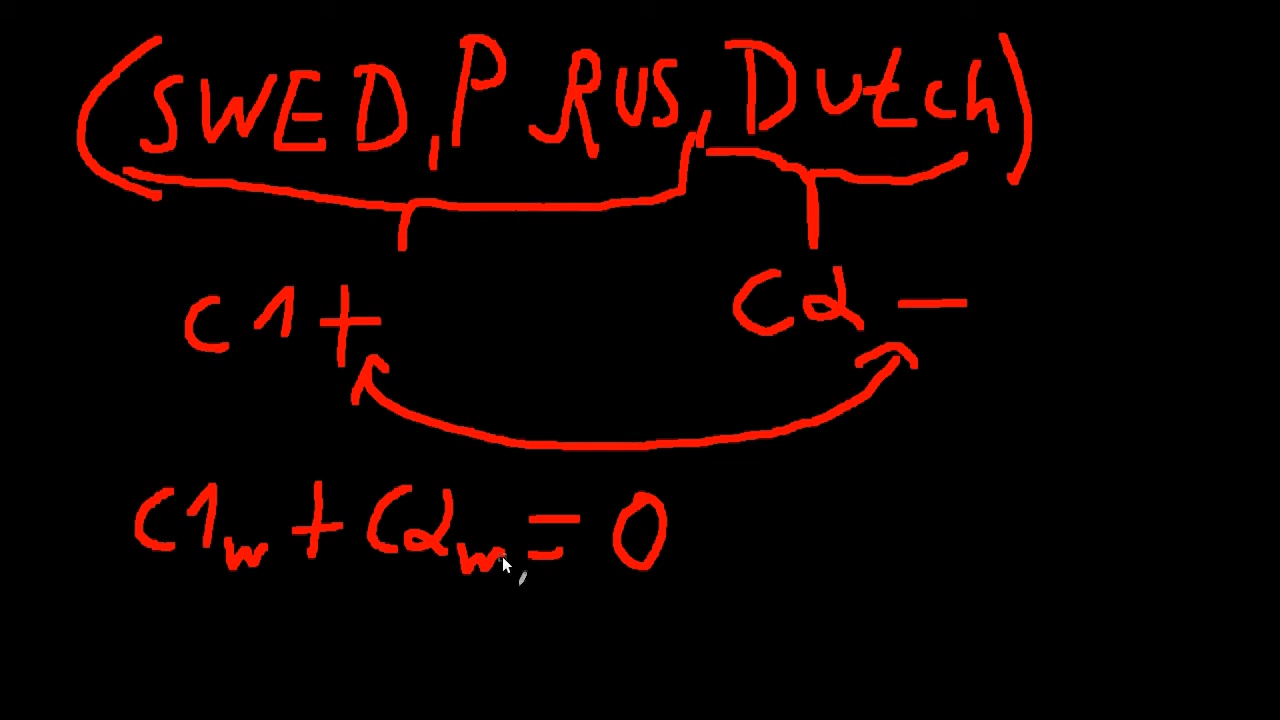 (SWED, P RUS, Dutch)
C1+ C2 -
C1w + C2w = 0